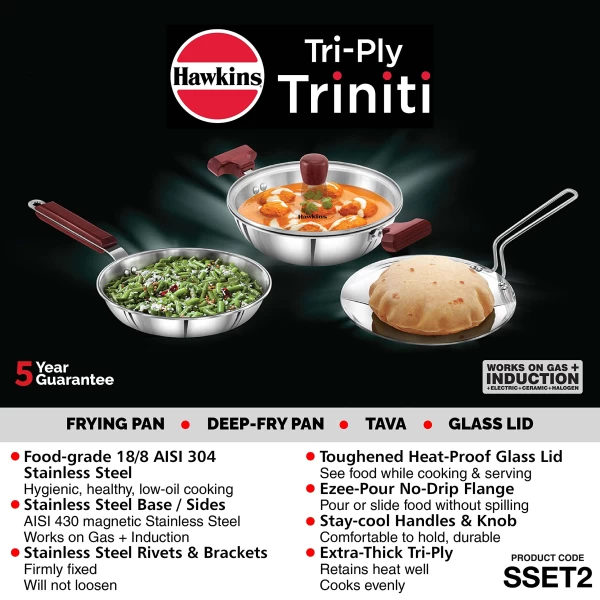 Hawkins
Tri-Ply
Triniti
Hawkins
5 Year
Guarantee
WORKS ON GAS +
INDUCTION
+ELECTRIC+CERAMIC+HALOGEN
FRYING PAN ● DEEP-FRY PAN ● TAVA ● GLASS LID
● Food-grade 18/8 AISI 304
Stainless Steel
Hygienic, healthy, low-oil cooking
● Stainless Steel Base / Sides
AISI 430 magnetic Stainless Steel
Works on Gas + Induction
● Stainless Steel Rivets & Brackets
Firmly fixed
Will not loosen
● Toughened Heat-Proof Glass Lid
See food while cooking & serving
● Ezee-Pour No-Drip Flange
Pour or slide food without spilling
● Stay-cool Handles & Knob
Comfortable to hold, durable
● Extra-Thick Tri-Ply
Retains heat well
Cooks evenly
PRODUCT CODE
SSET2